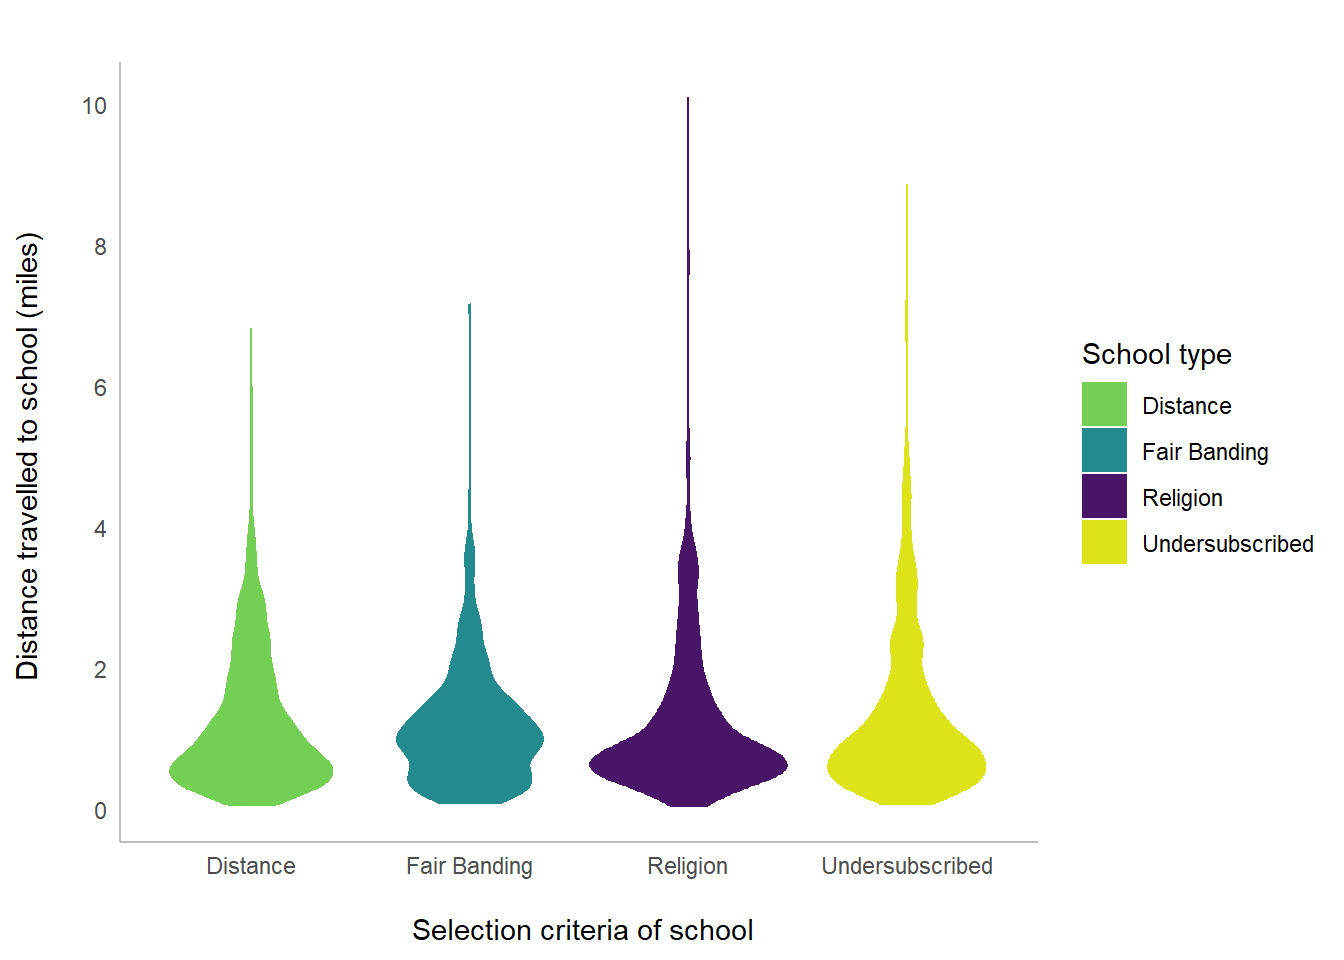 Distance travelled to school (miles)
10
8
6
4
2
0
Distance
Fair Banding
Religion
Undersubscribed
Selection criteria of school
School type
Distance
Fair Banding
Religion
Undersubscribed